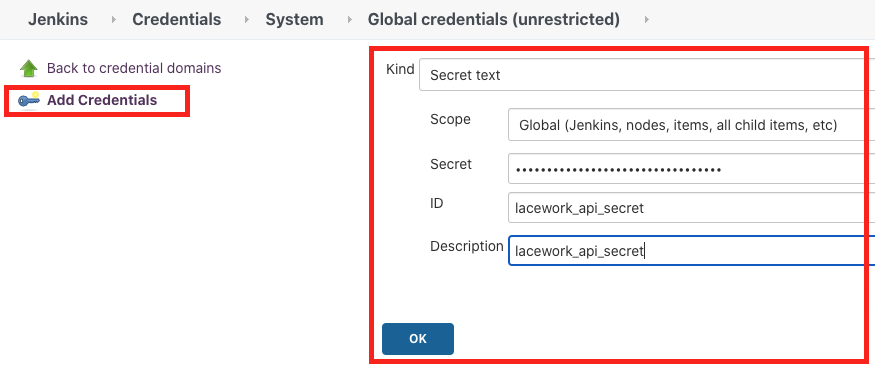 Jenkins Credentials System Global credentials (unrestricted)
Back to credential domains
Add Credentials
Kind Secret text
Scope Global (Jenkins, nodes, items, all child items, etc)
Secret ••••••••••••••••••••••••••••••••
ID lacework_api_secret
Description lacework_api_secret
OK